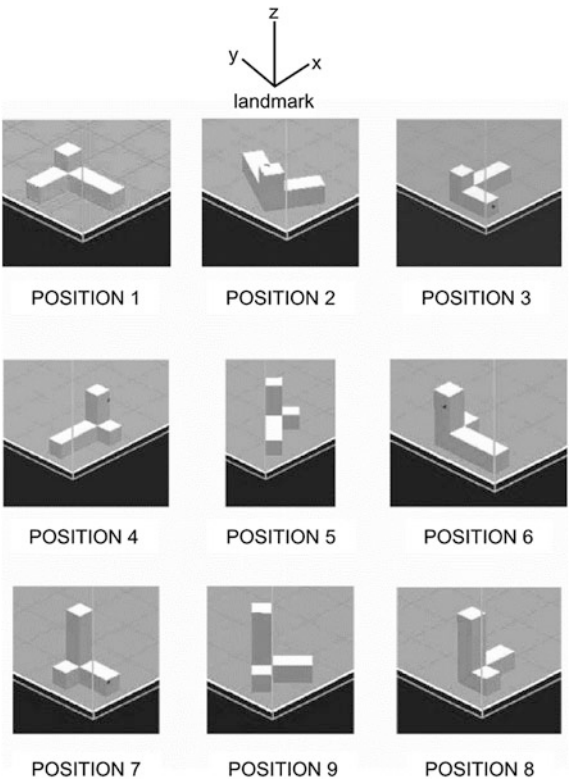 z
y
x
landmark
POSITION 1
POSITION 2
POSITION 3
POSITION 4
POSITION 5
POSITION 6
POSITION 7
POSITION 9
POSITION 8